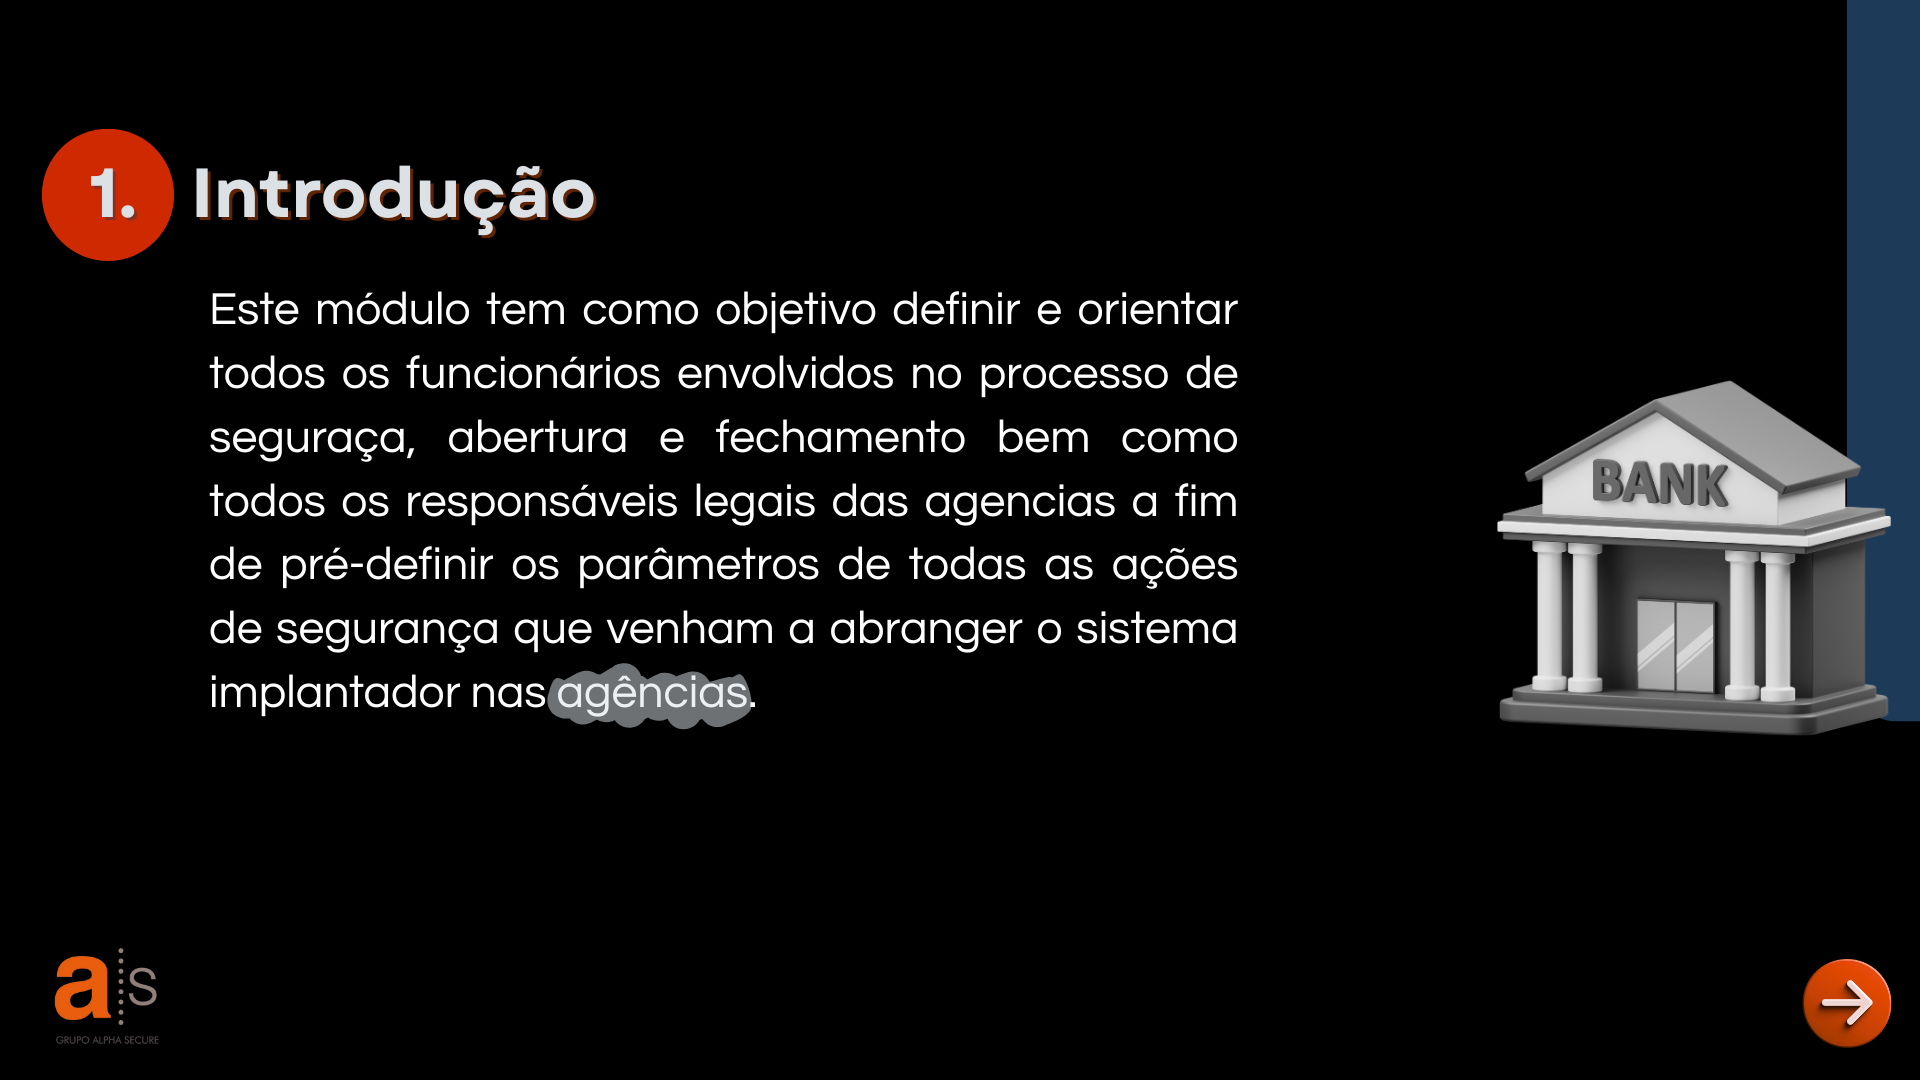 1. Introdução
Este módulo tem como objetivo definir e orientar
todos os funcionários envolvidos no processo de
seguraça, abertura e fechamento bem como
todos os responsáveis legais das agencias a fim
de pré-definir os parâmetros de todas as ações
de segurança que venham a abranger o sistema
implantador nas agências.
BANK
a s
GRUPO ALPHA SECURE